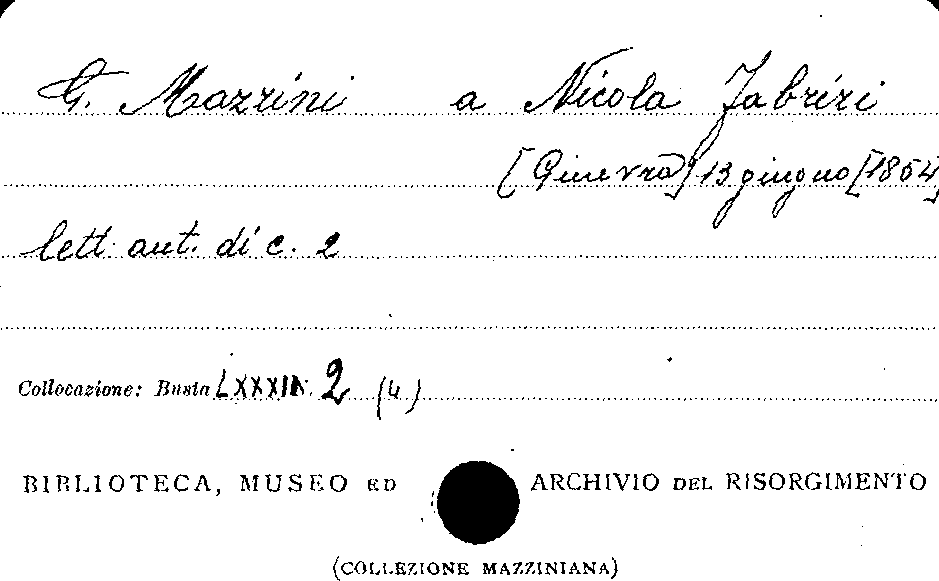 G. Mazzini a Nicola Fabrizi
[Ginevra] 13 giugno [1854]
lett. aut. di c. 2
Collocazione: Busta 2 (4)
BIBLIOTECA, MUSEO ED ARCHIVIO DEL RISORGIMENTO
(COLLEZIONE MAZZINIANA)